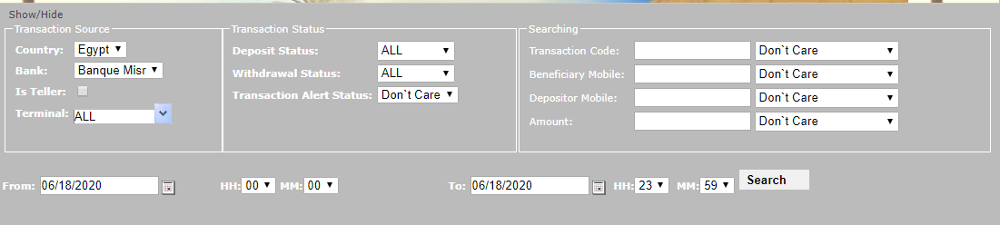 Show/Hide
Transaction Source
Country: Egypt
Bank: Banque Misr
Is Teller:
Terminal: ALL
Transaction Status
Deposit Status: ALL
Withdrawal Status: ALL
Transaction Alert Status: Don`t Care
Searching
Transaction Code: Don`t Care
Beneficiary Mobile: Don`t Care
Depositor Mobile: Don`t Care
Amount: Don`t Care
From: 06/18/2020 HH: 00 MM: 00 To: 06/18/2020 HH: 23 MM: 59 Search